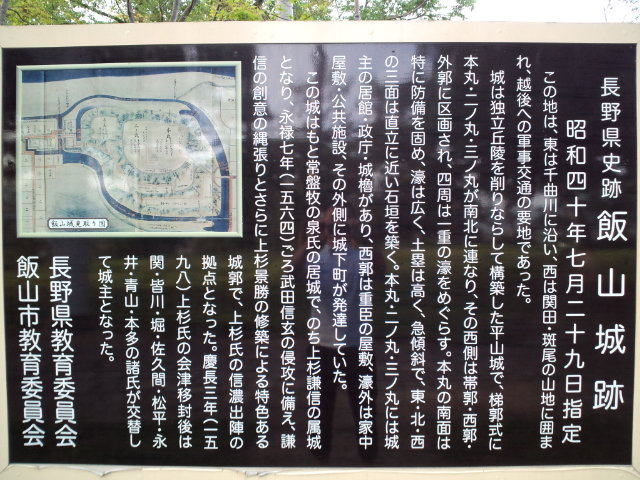 長野県史跡 飯山城跡
昭和四十年七月二十九日指定
この地は、東は千曲川に沿い、西は関田・斑尾の山地に囲ま
れ、越後への軍事交通の要地であった。
城は独立丘陵を削りならして構築した平山城で、梯郭式に
本丸・二ノ丸・三ノ丸が南北に連なり、その西側は帯郭・西郭・
外郭に区画され、四周は一重の濠をめぐらす。本丸の南面は
特に防備を固め、濠は広く、土塁は高く、急傾斜で、東・北・西
の三面は直立に近い石垣を築く。本丸・二ノ丸・三ノ丸には城
主の居館・政庁・城櫓があり、西郭は重臣の屋敷、濠外は家中
屋敷・公共施設、その外側に城下町が発達していた。
この城はもと常盤牧の泉氏の居城で、のち上杉謙信の属城
となり、永禄七年(一五六四)ごろ武田信玄の侵攻に備え、謙
信の創意の縄張りとさらに上杉景勝の修築による特色ある
城郭で、上杉氏の信濃出陣の
拠点となった。慶長三年(一五
九八)上杉氏の会津移封後は
関・皆川・堀・佐久間・松平・永
井・青山・本多の諸氏が交替し
て城主となった。
長野県教育委員会
飯山市教育委員会
飯山城見取り図